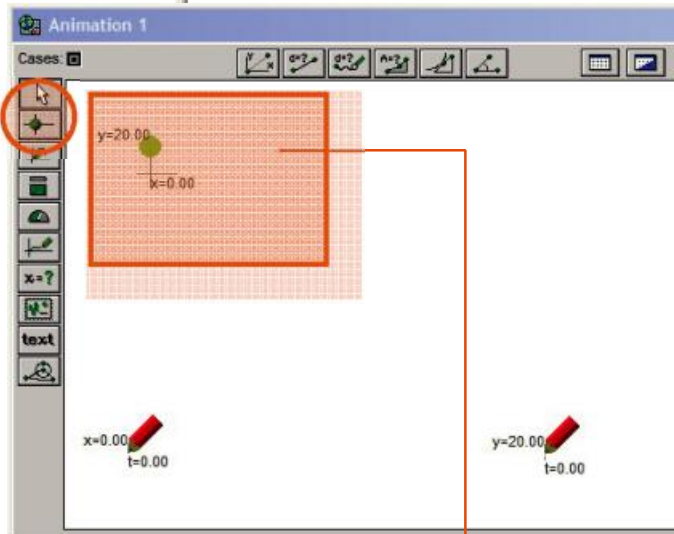 Animation 1
Cases:
y=20.00
x=0.00
x=?
text
x=0.00
t=0.00
y=20.00
t=0.00